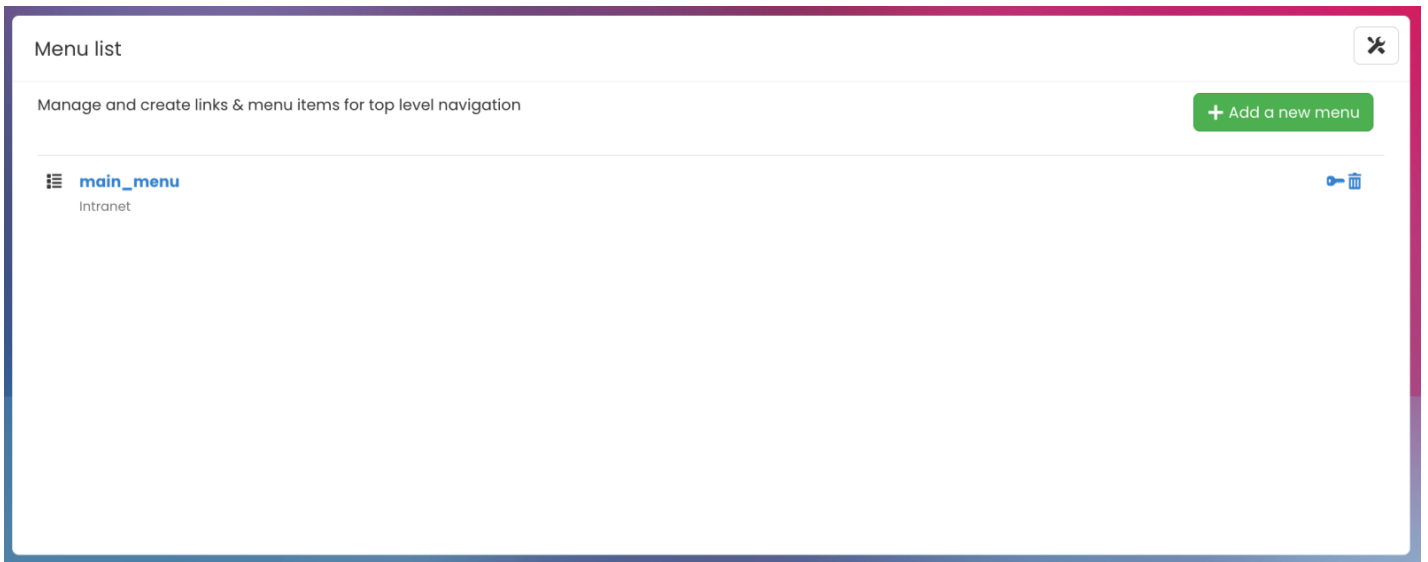 Menu list
Manage and create links & menu items for top level navigation
Add a new menu
main_menu
Intranet